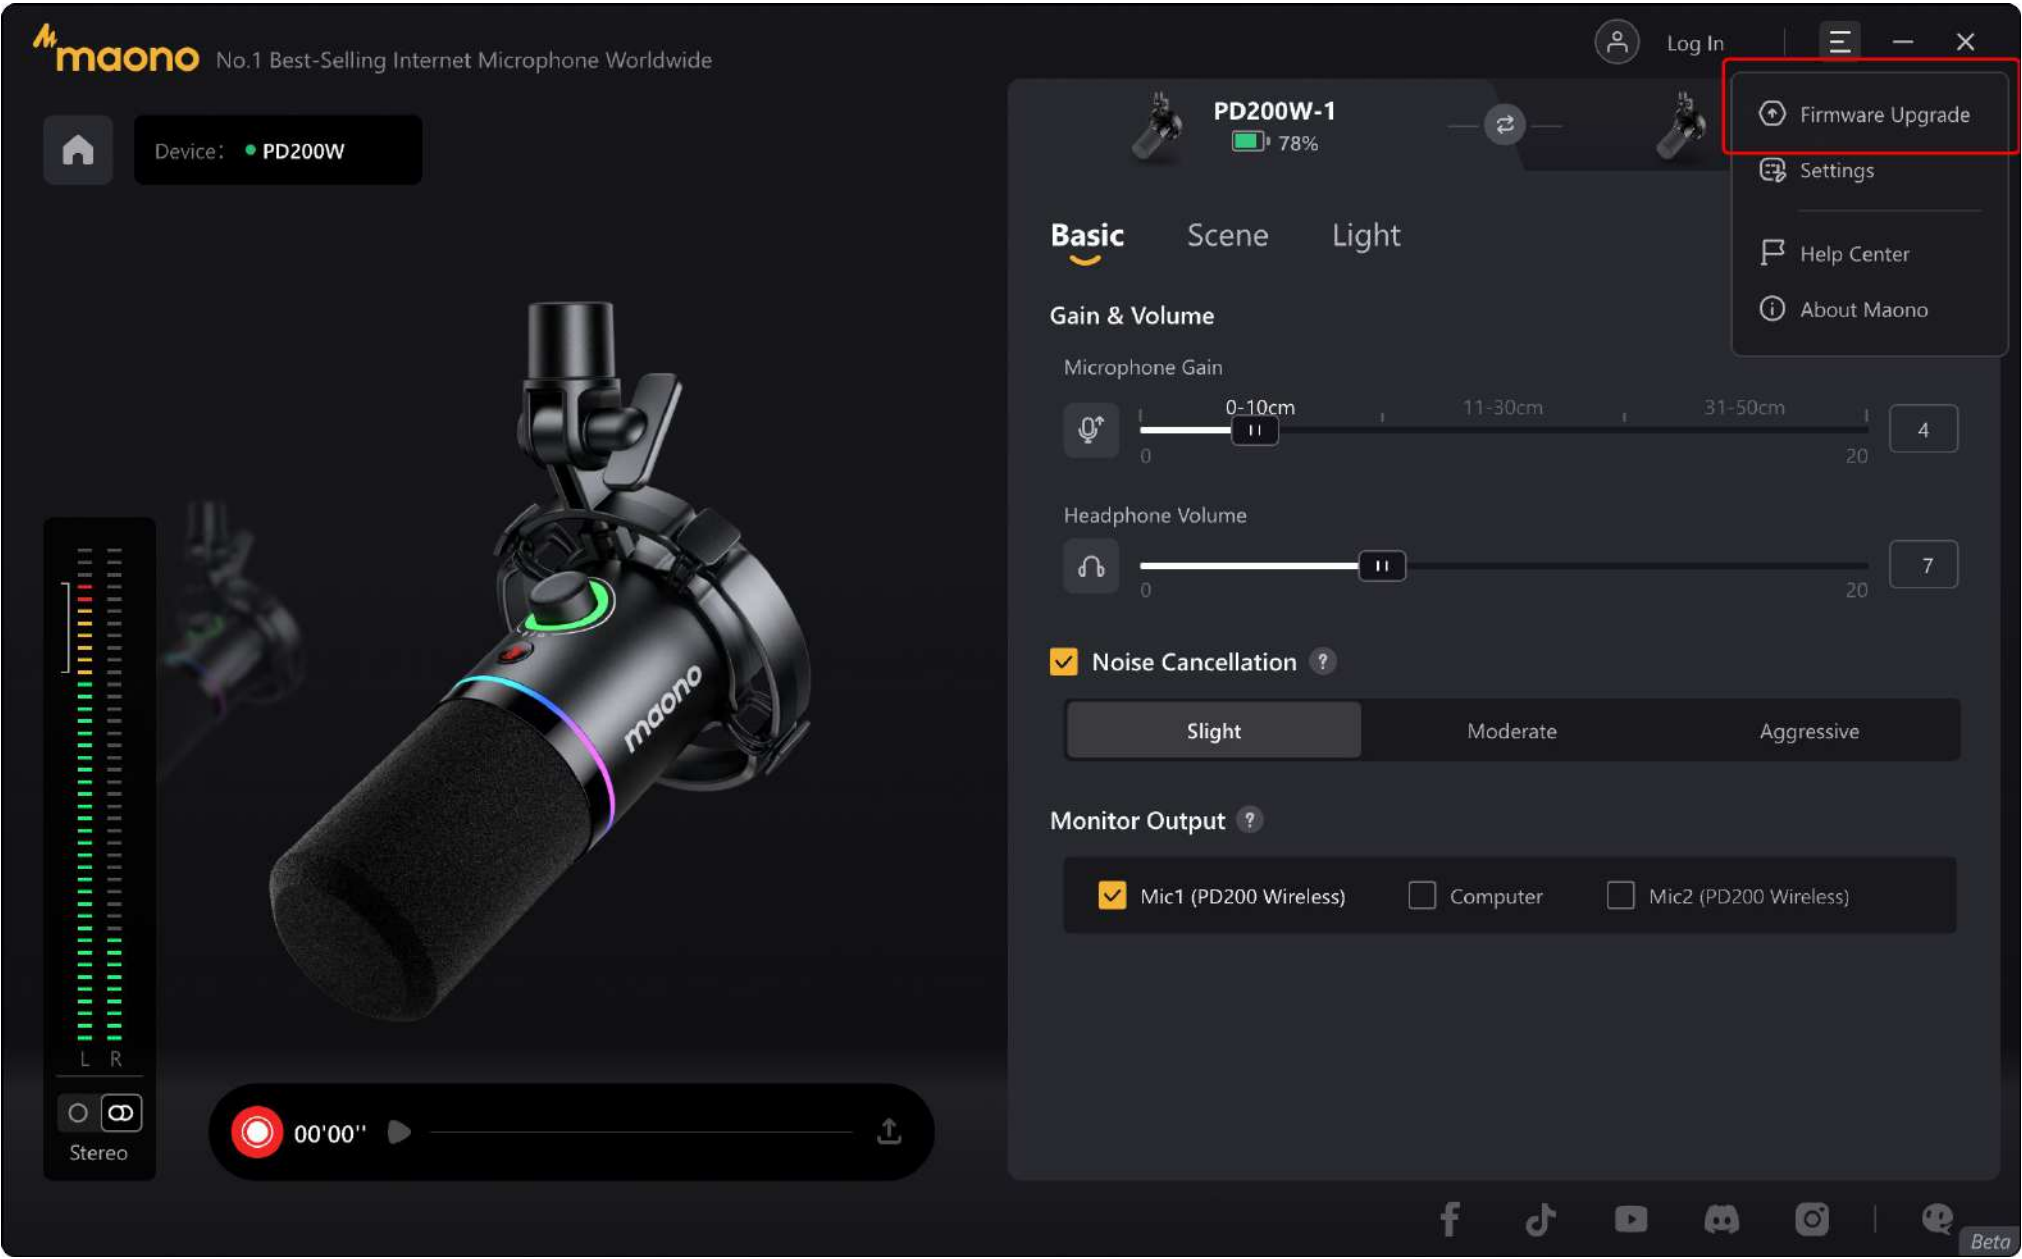 maono No.1 Best-Selling Internet Microphone Worldwide
Log In
Device: PD200W
PD200W-1
78%
Firmware Upgrade
Settings
Help Center
About Maono
Basic Scene Light
Gain & Volume
Microphone Gain
0-10cm 11-30cm 31-50cm
4
0 20
Headphone Volume
7
0 20
Noise Cancellation ?
Slight Moderate Aggressive
Monitor Output ?
Mic1 (PD200 Wireless) Computer Mic2 (PD200 Wireless)
maono
L R
Stereo
00'00''
Beta